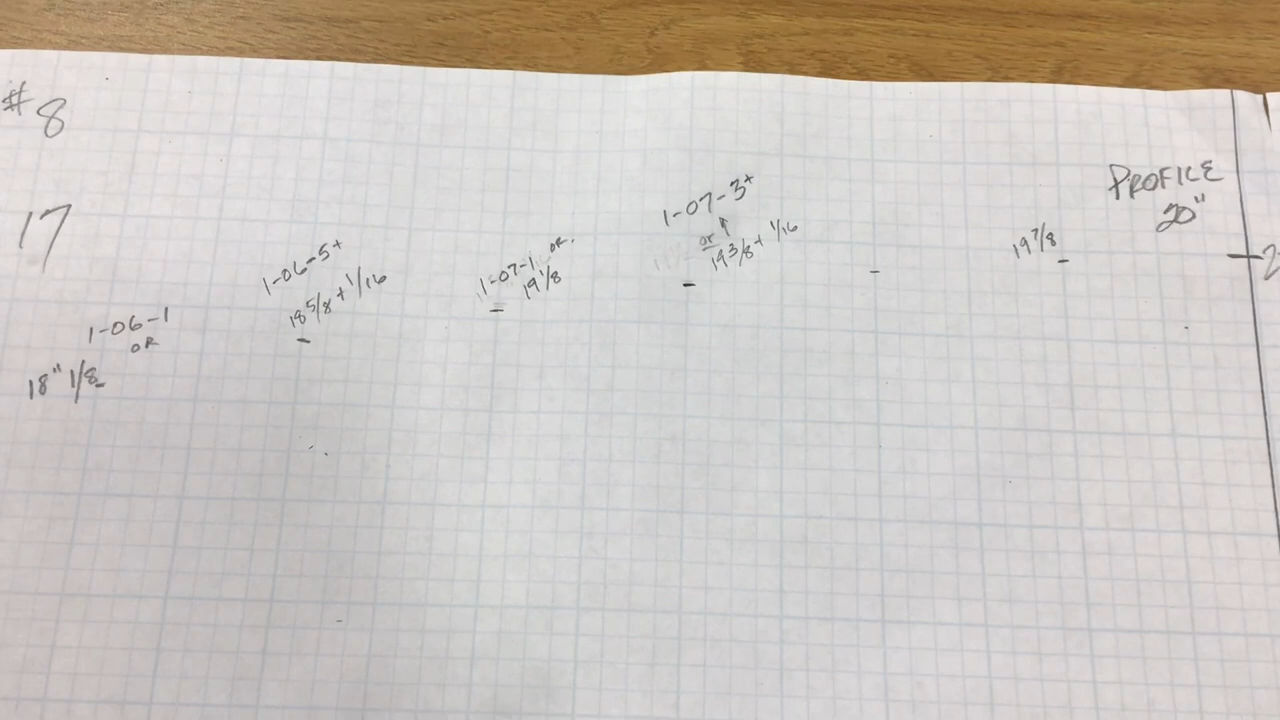 #8
17
1-06-1
OR
18" 1/8
1-06-5+
18 5/8 + 1/16
1-07-1 OR.
19 1/8
1-07-3+
or ↑
19 3/8 + 1/16
19 7/8
PROFILE
20"
2